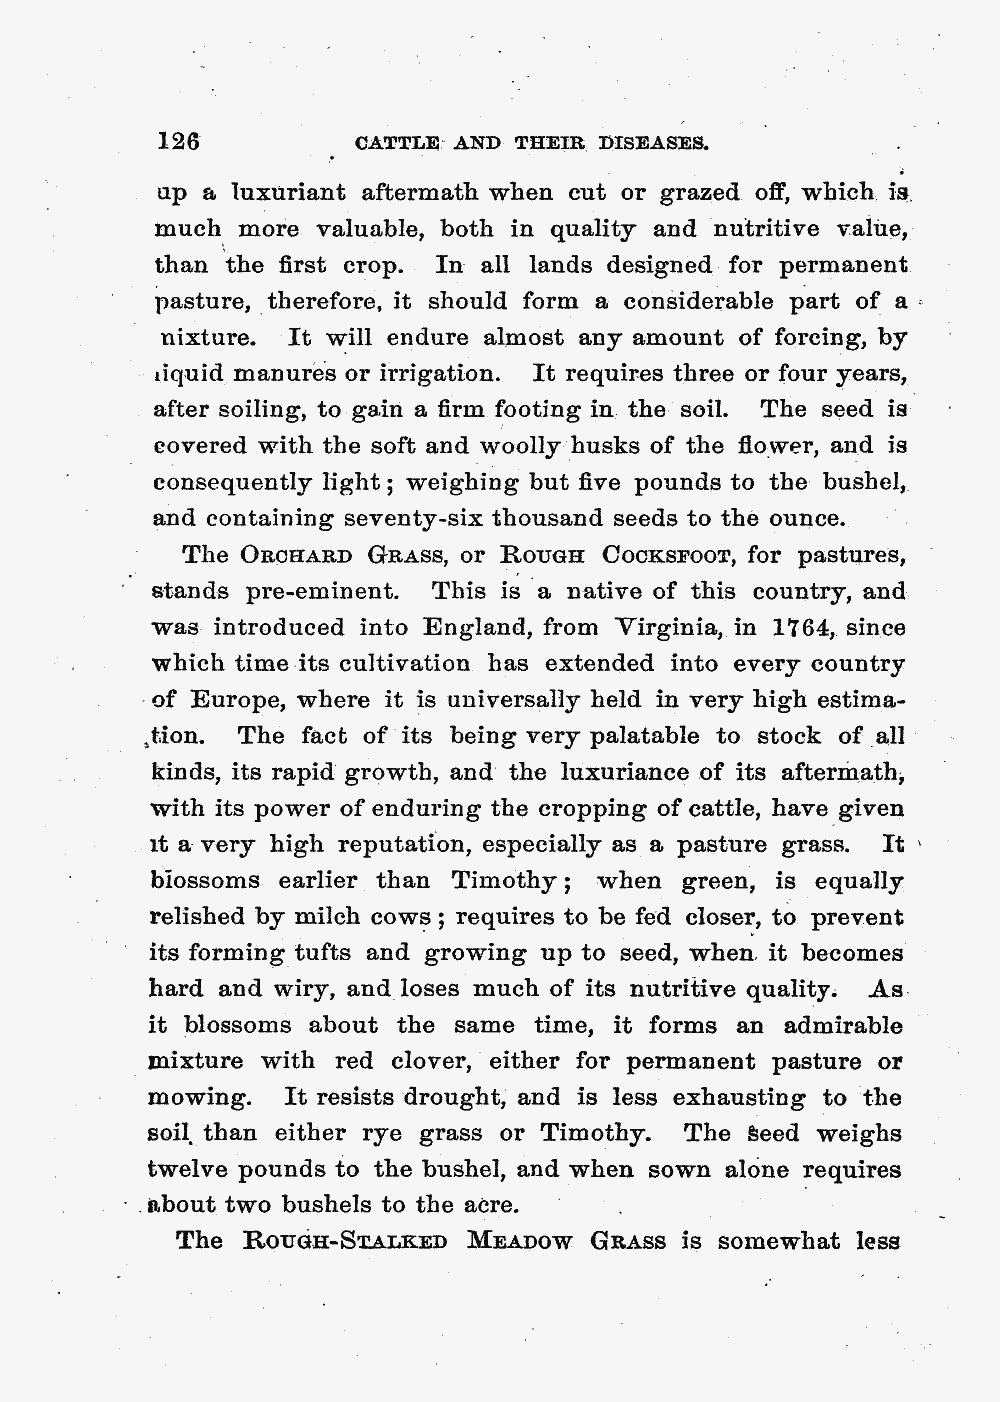 126 CATTLE AND THEIR DISEASES.
up a luxuriant aftermath when cut or grazed off, which is
much more valuable, both in quality and nutritive value,
than the first crop. In all lands designed for permanent
pasture, therefore, it should form a considerable part of a
nixture. It will endure almost any amount of forcing, by
liquid manures or irrigation. It requires three or four years,
after soiling, to gain a firm footing in the soil. The seed is
covered with the soft and woolly husks of the flower, and is
consequently light; weighing but five pounds to the bushel,
and containing seventy-six thousand seeds to the ounce.
The ORCHARD GRASS, or ROUGH COCKSFOOT, for pastures,
stands pre-eminent. This is a native of this country, and
was introduced into England, from Virginia, in 1764, since
which time its cultivation has extended into every country
of Europe, where it is universally held in very high estima-
tion. The fact of its being very palatable to stock of all
kinds, its rapid growth, and the luxuriance of its aftermath,
with its power of enduring the cropping of cattle, have given
it a very high reputation, especially as a pasture grass. It
blossoms earlier than Timothy; when green, is equally
relished by milch cows; requires to be fed closer, to prevent
its forming tufts and growing up to seed, when it becomes
hard and wiry, and loses much of its nutritive quality. As
it blossoms about the same time, it forms an admirable
mixture with red clover, either for permanent pasture or
mowing. It resists drought, and is less exhausting to the
soil than either rye grass or Timothy. The seed weighs
twelve pounds to the bushel, and when sown alone requires
about two bushels to the acre.
The ROUGH-STALKED MEADOW GRASS is somewhat less